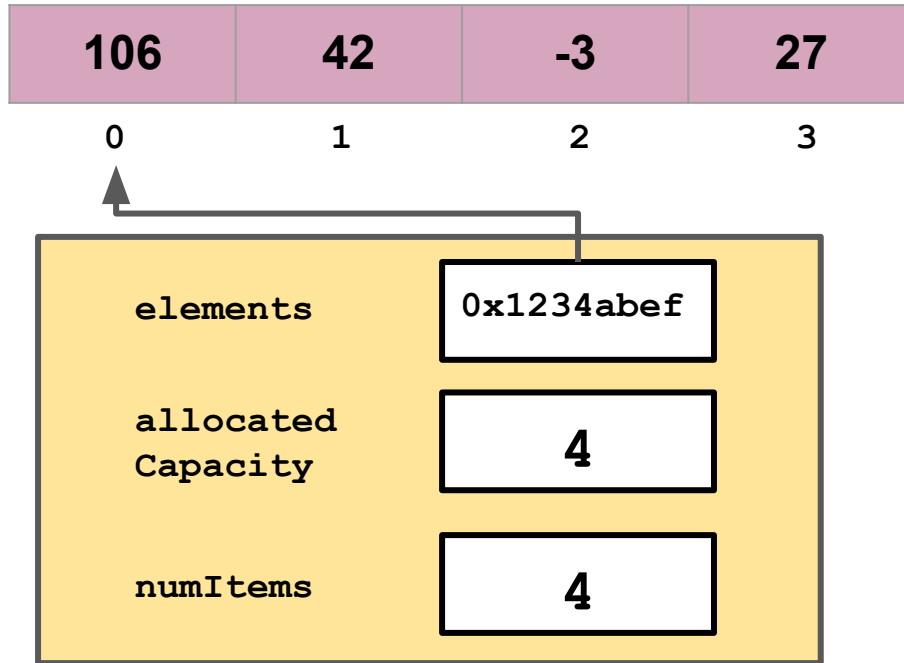 106 42 -3 27
0 1 2 3
elements 0x1234abef
allocated
Capacity 4
numItems 4